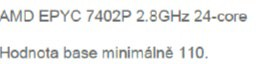 AMD EPYC 7402P 2.8GHz 24-core
Hodnota base minimálně 110.